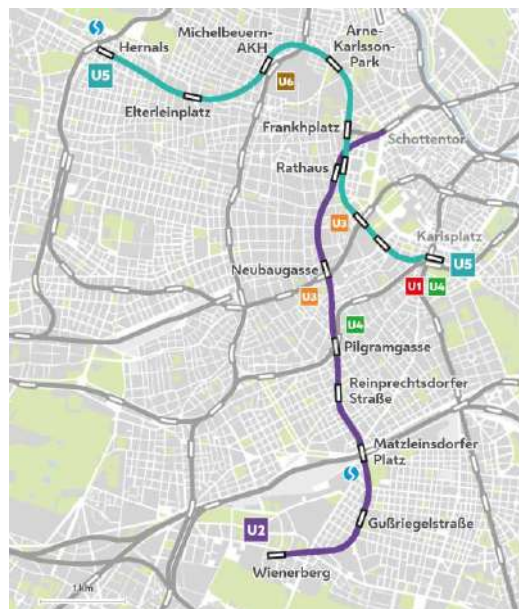 Hernals
U5
Michelbeuern-
AKH
Arne-
Karlsson-
Park
U6
Elterleinplatz
Frankhplatz
Schottentor
Rathaus
U3
Karlsplatz
U5
U1
U4
Neubaugasse
U3
U4
Pilgramgasse
Reinprechtsdorfer
Straße
Matzleinsdorfer
Platz
Gußriegelstraße
U2
Wienerberg
1 km